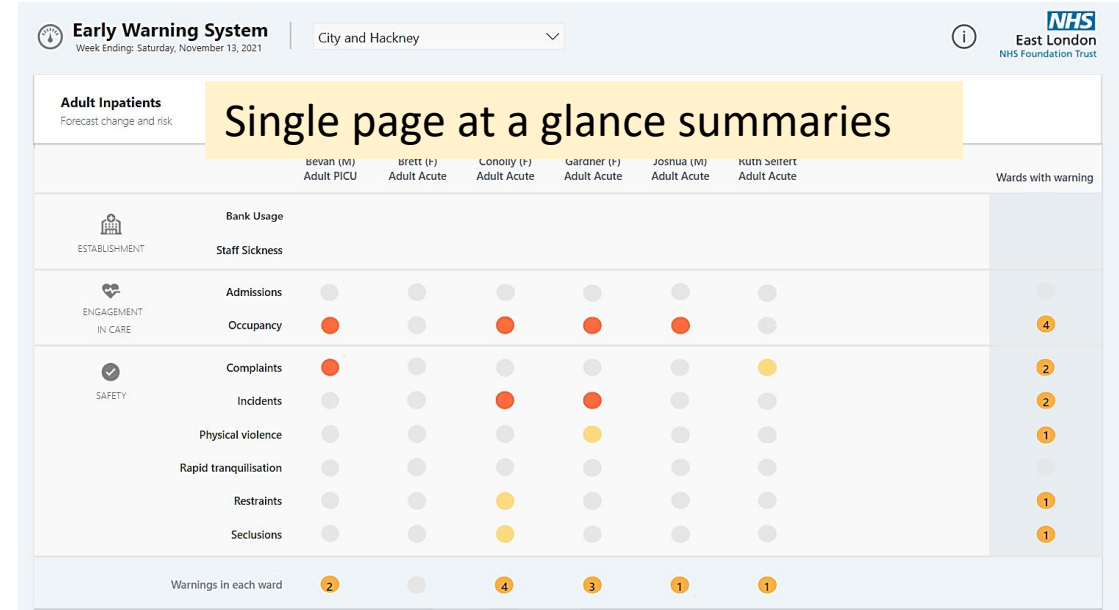 Early Warning System
Week Ending: Saturday, November 13, 2021
City and Hackney
NHS
East London
NHS Foundation Trust
Adult Inpatients
Forecast change and risk
Single page at a glance summaries
Bevan (M) Brett (F) Conolly (F) Gardner (F) Joshua (M) Ruth Seifert
Adult PICU Adult Acute Adult Acute Adult Acute Adult Acute Adult Acute Wards with warning
Bank Usage
ESTABLISHMENT Staff Sickness
Admissions
ENGAGEMENT
IN CARE Occupancy 4
Complaints 2
SAFETY Incidents 2
Physical violence 1
Rapid tranquilisation
Restraints 1
Seclusions 1
Warnings in each ward 2 4 3 1 1